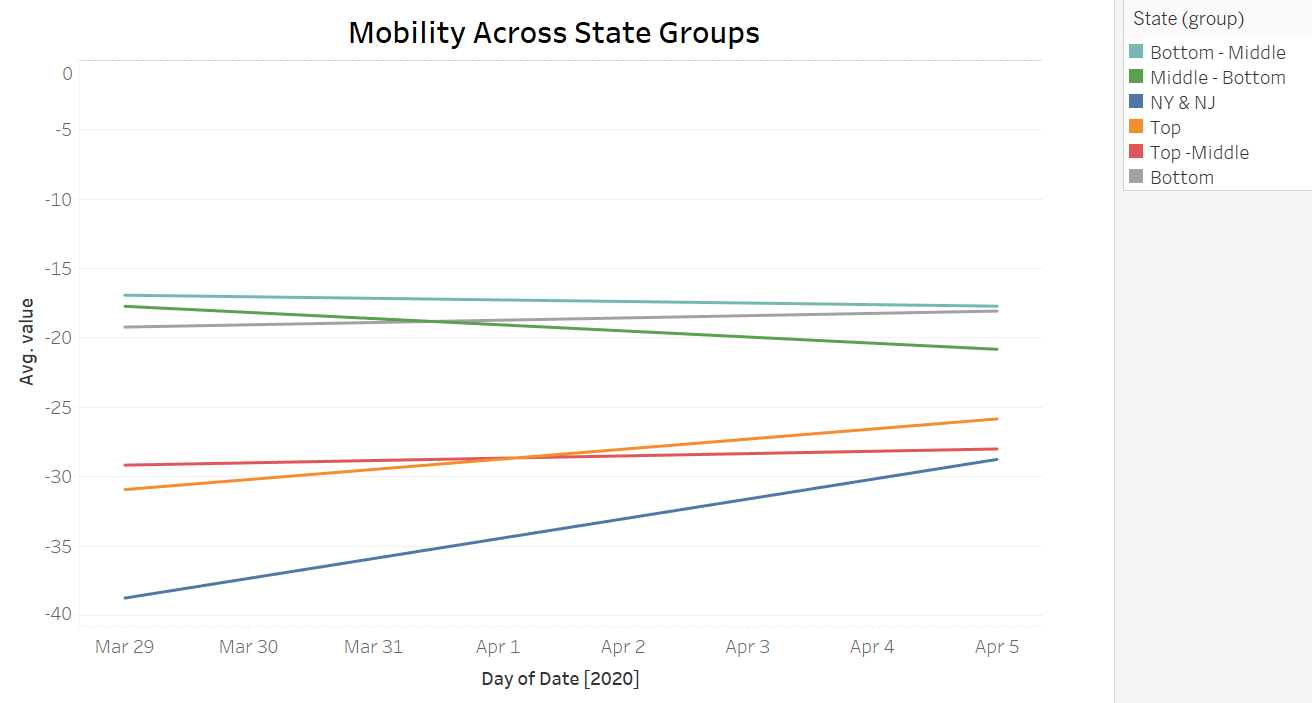 Mobility Across State Groups
0
-5
-10
-15
-20
-25
-30
-35
-40
Avg. value
Mar 29 Mar 30 Mar 31 Apr 1 Apr 2 Apr 3 Apr 4 Apr 5
Day of Date [2020]
State (group)
Bottom - Middle
Middle - Bottom
NY & NJ
Top
Top -Middle
Bottom